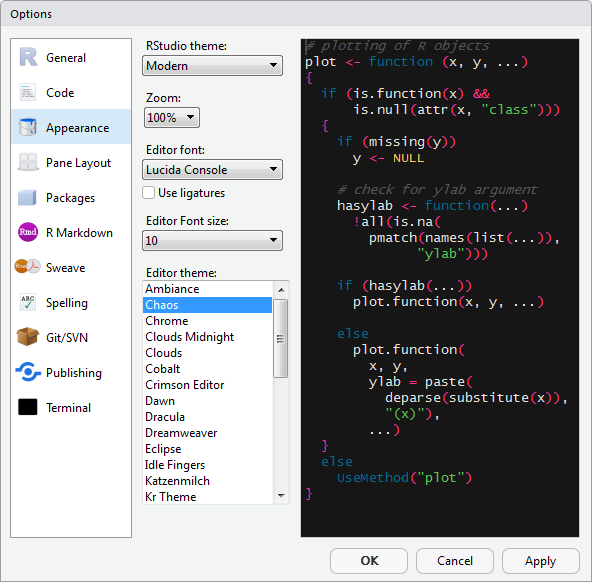 Options
General
Code
Appearance
Pane Layout
Packages
Rmd R Markdown
Sweave
ABC Spelling
Git/SVN
Publishing
Terminal
RStudio theme:
Modern
Zoom:
100%
Editor font:
Lucida Console
Use ligatures
Editor Font size:
10
Editor theme:
Ambiance
Chaos
Chrome
Clouds Midnight
Clouds
Cobalt
Crimson Editor
Dawn
Dracula
Dreamweaver
Eclipse
Idle Fingers
Katzenmilch
Kr Theme
# plotting of R objects
plot <- function (x, y, ...)
{
  if (is.function(x) &&
      is.null(attr(x, "class")))
  {
    if (missing(y))
      y <- NULL

    # check for ylab argument
    hasylab <- function(...)
      !all(is.na(
        pmatch(names(list(...)),
              "ylab")))

    if (hasylab(...))
      plot.function(x, y, ...)

    else
      plot.function(
        x, y,
        ylab = paste(
          deparse(substitute(x)),
          "(x)"),
        ...)
  }
  else
    UseMethod("plot")
}
OK
Cancel
Apply